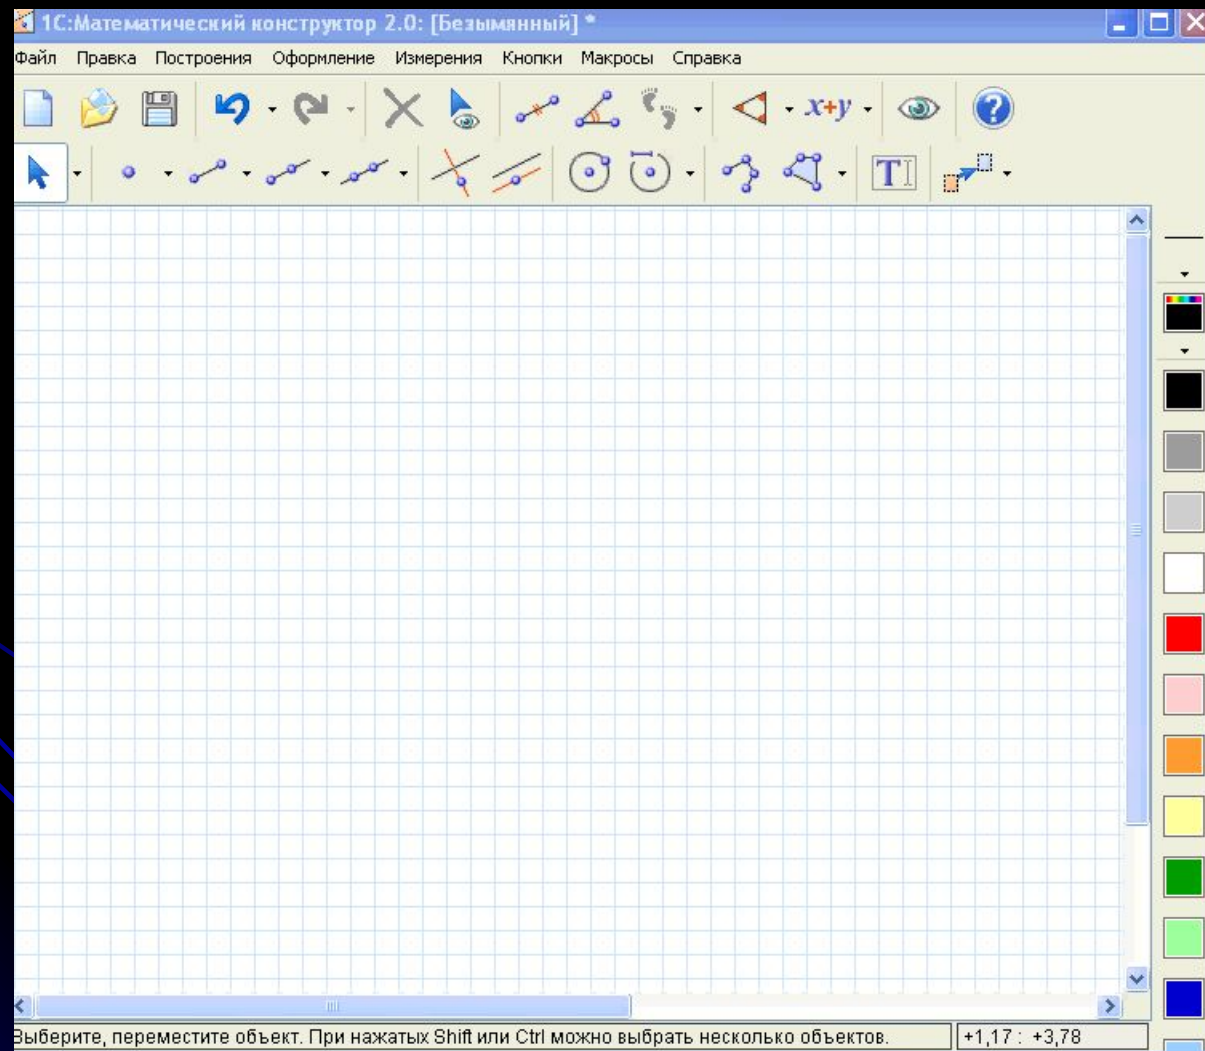 1С:Математический конструктор 2.0: [Безымянный] *
Файл Правка Построения Оформление Измерения Кнопки Макросы Справка
x+y
T
Выберите, переместите объект. При нажатых Shift или Ctrl можно выбрать несколько объектов. +1,17 : +3,78